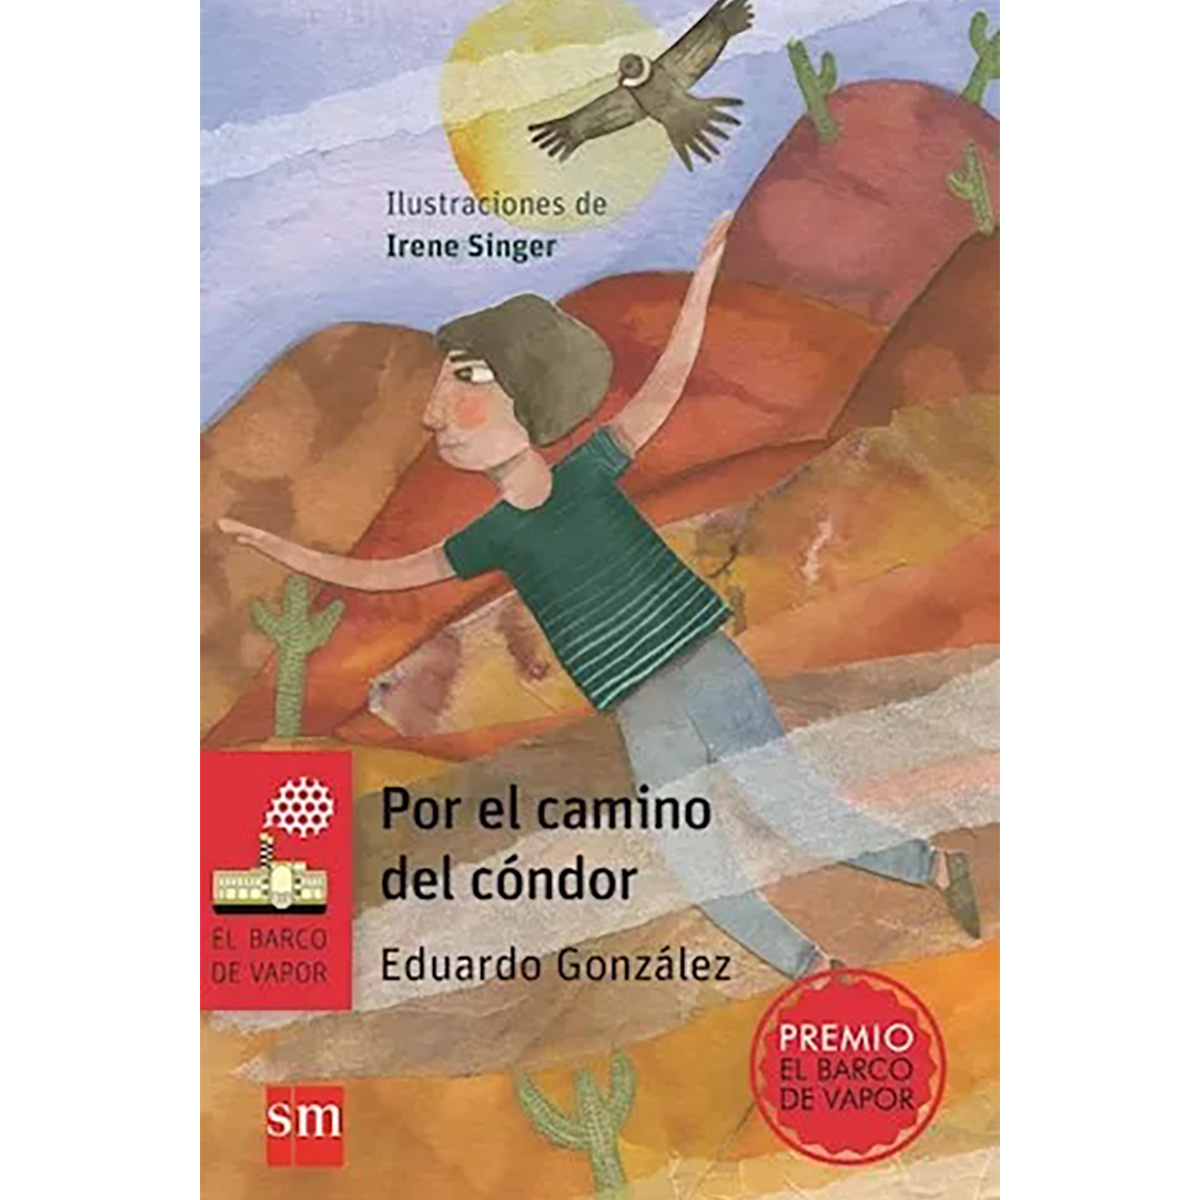 Ilustraciones de
Irene Singer
Por el camino
del cóndor
Eduardo González
EL BARCO
DE VAPOR
sm
PREMIO
EL BARCO
DE VAPOR